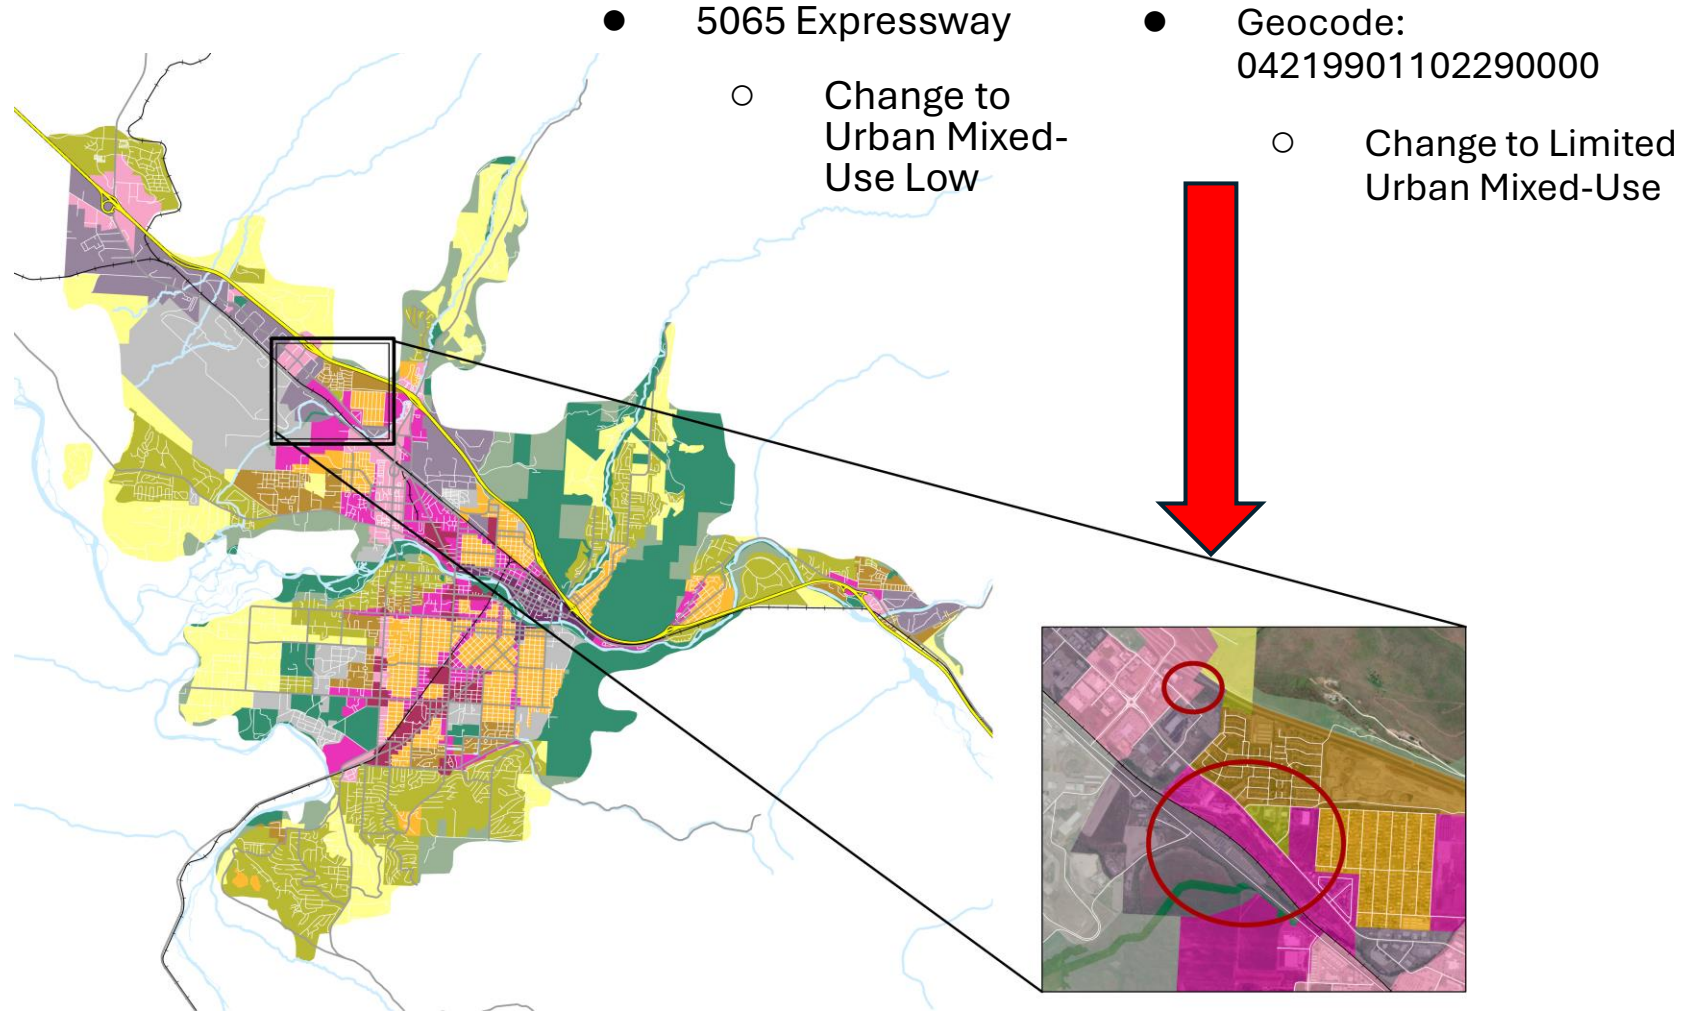 ● 5065 Expressway
○ Change to
Urban Mixed-
Use Low
● Geocode:
04219901102290000
○ Change to Limited
Urban Mixed-Use